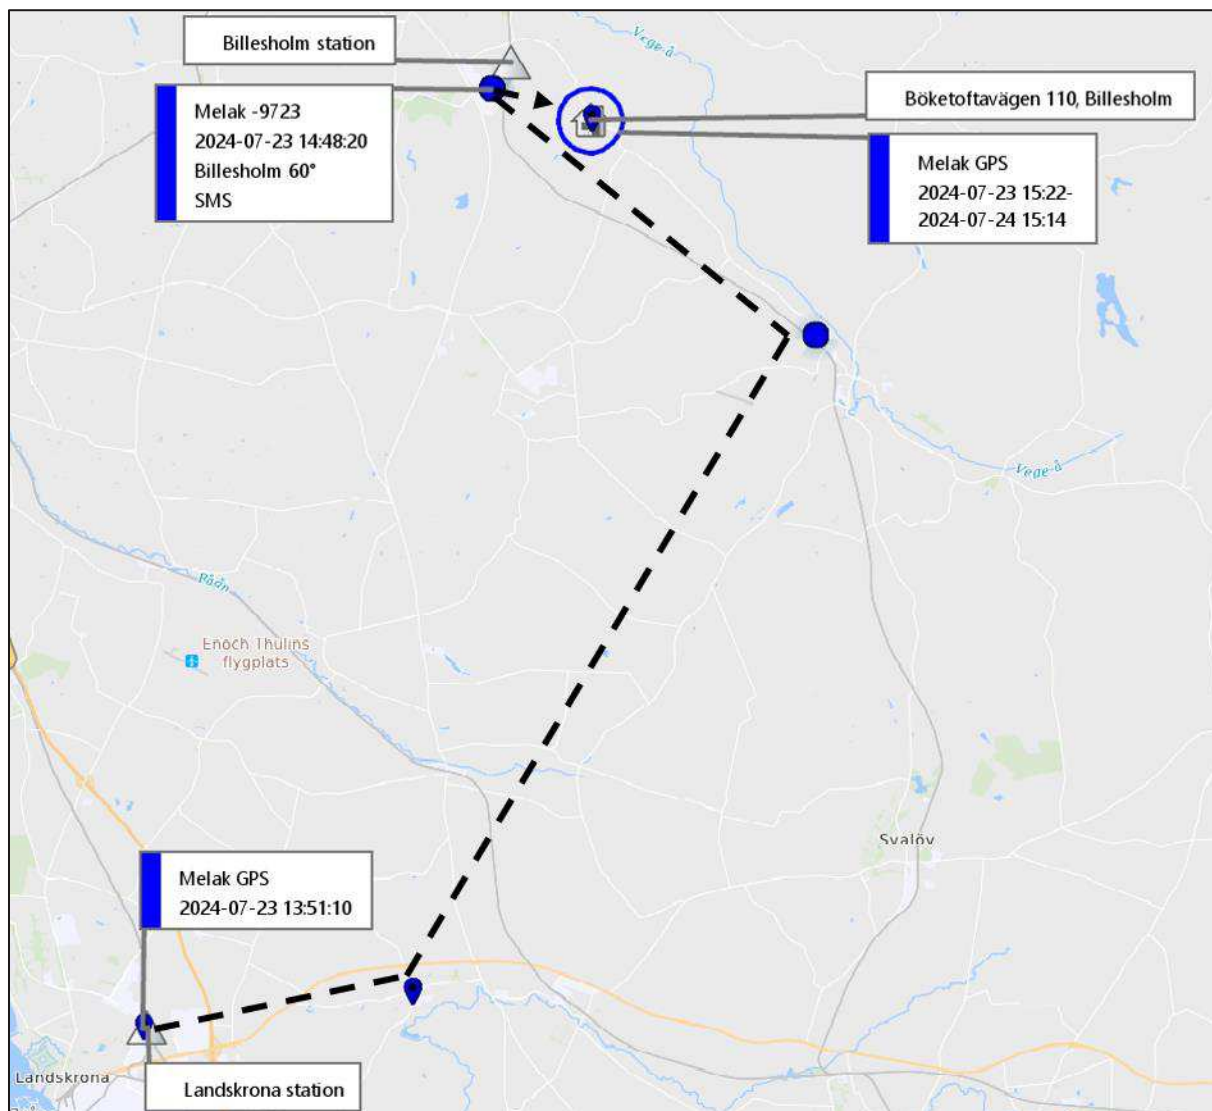 Billesholm station
Vege å
Melak -9723
2024-07-23 14:48:20
Billesholm 60°
SMS
Böketoftavägen 110, Billesholm
Melak GPS
2024-07-23 15:22-
2024-07-24 15:14
Vege å
Råån
Enoch Thulins
flygplats
Svalöv
Melak GPS
2024-07-23 13:51:10
Landskrona
Landskrona station